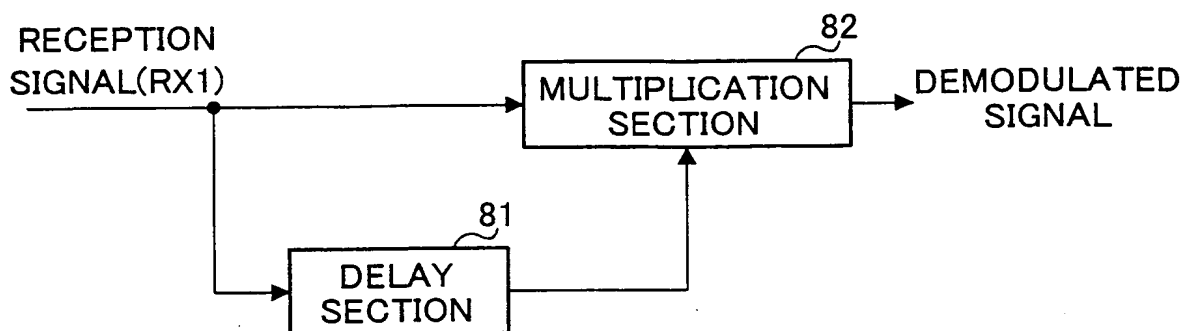 RECEPTION
SIGNAL(RX1)
82
MULTIPLICATION
SECTION
DEMODULATED
SIGNAL
81
DELAY
SECTION